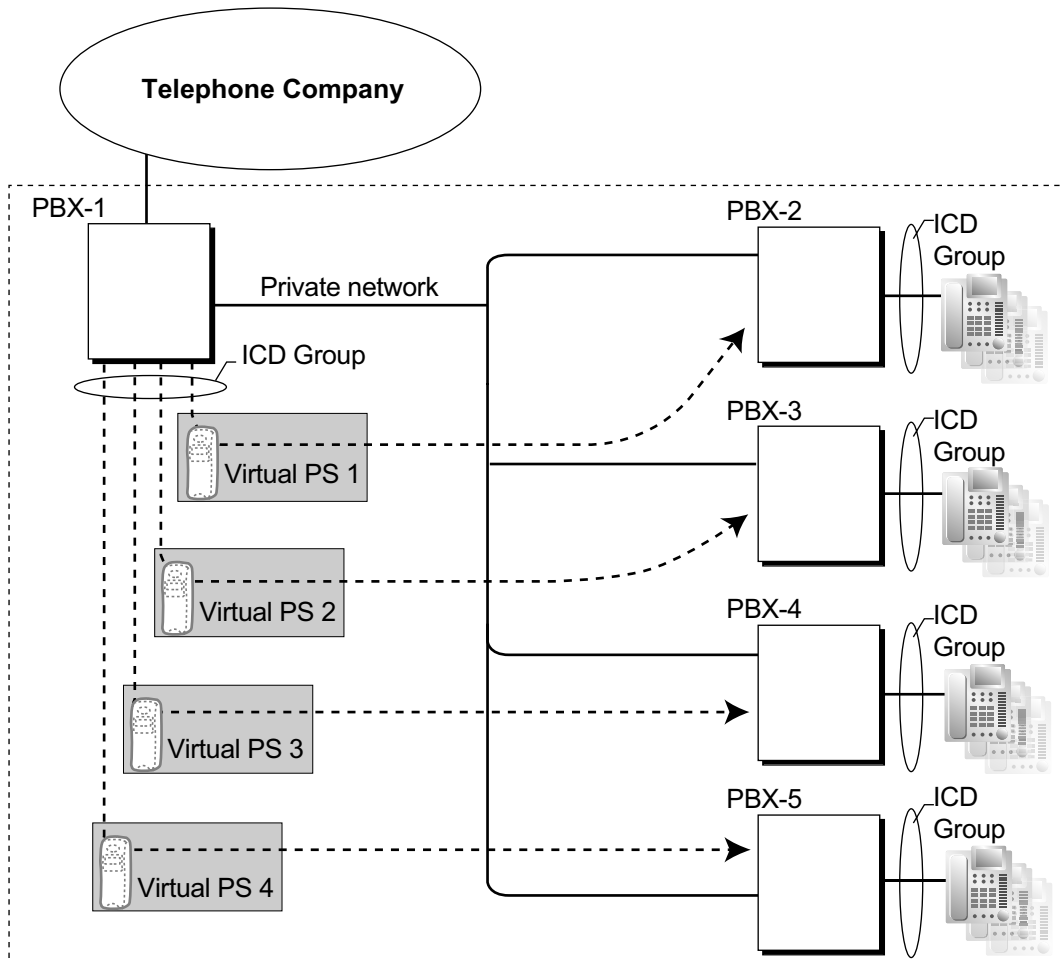 Telephone Company
PBX-1
Private network
ICD Group
Virtual PS 1
Virtual PS 2
Virtual PS 3
Virtual PS 4
PBX-2
ICD
Group
PBX-3
ICD
Group
PBX-4
ICD
Group
PBX-5
ICD
Group